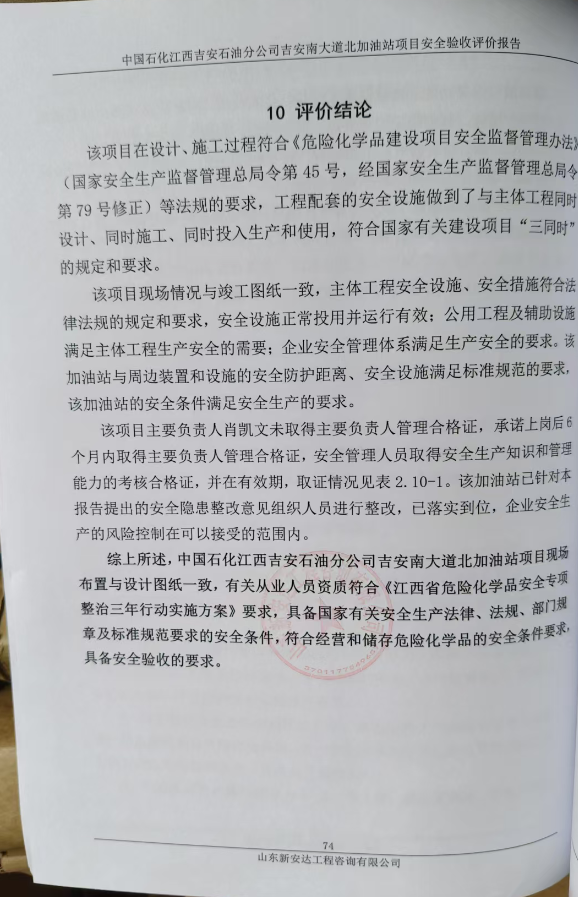 中国石化江西吉安石油分公司吉安南大道北加油站项目安全验收评价报告
10 评价结论
该项目在设计、施工过程符合《危险化学品建设项目安全监督管理办法》
（国家安全生产监督管理总局令第 45 号，经国家安全生产监督管理总局令
第 79 号修正）等法规的要求，工程配套的安全设施做到了与主体工程同时
设计、同时施工、同时投入生产和使用，符合国家有关建设项目“三同时”
的规定和要求。
该项目现场情况与竣工图纸一致，主体工程安全设施、安全措施符合法
律法规的规定和要求，安全设施正常投用并运行有效；公用工程及辅助设施
满足主体工程生产安全的需要；企业安全管理体系满足生产安全的要求。该
加油站与周边装置和设施的安全防护距离、安全设施满足标准规范的要求，
该加油站的安全条件满足安全生产的要求。
该项目主要负责人肖凯文未取得主要负责人管理合格证，承诺上岗后 6
个月内取得主要负责人管理合格证，安全管理人员取得安全生产知识和管理
能力的考核合格证，并在有效期，取证情况见表 2.10-1。该加油站已针对本
报告提出的安全隐患整改意见组织人员进行整改，已落实到位，企业安全生
产的风险控制在可以接受的范围内。
综上所述，中国石化江西吉安石油分公司吉安南大道北加油站项目现场
布置与设计图纸一致，有关从业人员资质符合《江西省危险化学品安全专项
整治三年行动实施方案》要求，具备国家有关安全生产法律、法规、部门规
章及标准规范要求的安全条件，符合经营和储存危险化学品的安全条件要求，
具备安全验收的要求。
74
山东新安达工程咨询有限公司